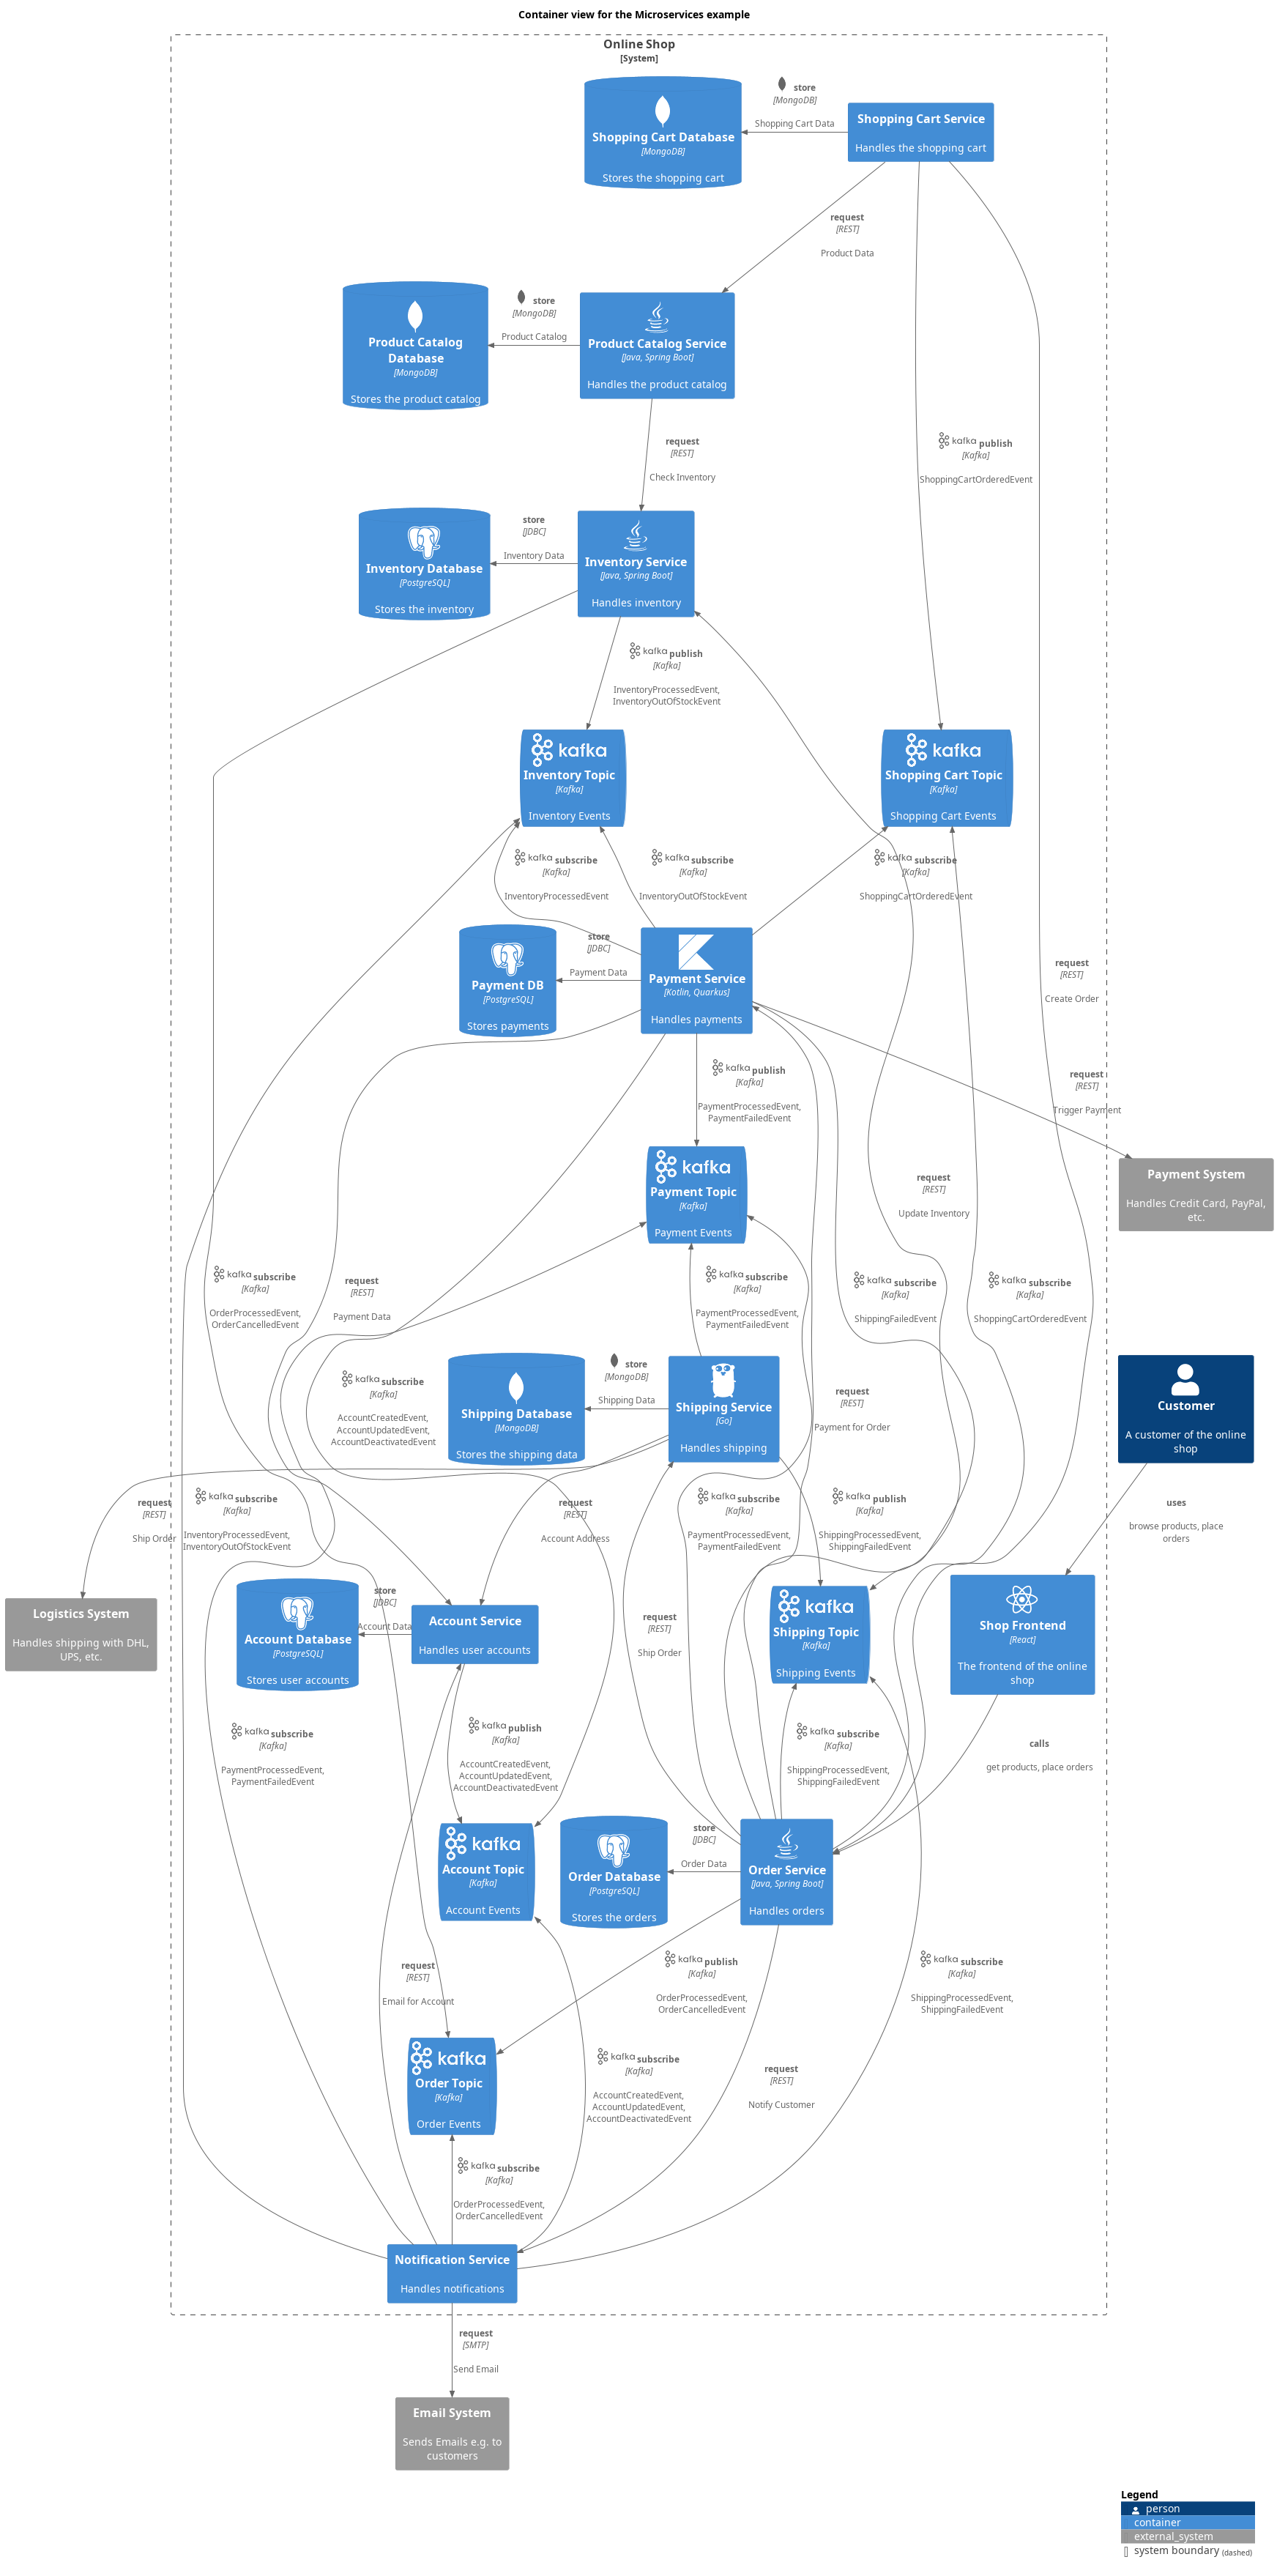 Container view for the Microservices example
Online Shop
[System]
store
[MongoDB]
Shopping Cart Data
Shopping Cart Database
[MongoDB]
Stores the shopping cart
Shopping Cart Service
Handles the shopping cart
request
[REST]
Product Data
Product Catalog
Database
[MongoDB]
Stores the product catalog
store
[MongoDB]
Product Catalog
Product Catalog Service
[Java, Spring Boot]
Handles the product catalog
request
[REST]
Check Inventory
kafka publish
[Kafka]
ShoppingCartOrderedEvent
Inventory Database
[PostgreSQL]
Stores the inventory
store
[JDBC]
Inventory Data
Inventory Service
[Java, Spring Boot]
Handles inventory
kafka publish
[Kafka]
InventoryProcessedEvent,
InventoryOutOfStockEvent
kafka
Inventory Topic
[Kafka]
Inventory Events
kafka
Shopping Cart Topic
[Kafka]
Shopping Cart Events
kafka subscribe
[Kafka]
InventoryProcessedEvent
kafka subscribe
[Kafka]
InventoryOutOfStockEvent
kafka subscribe
[Kafka]
ShoppingCartOrderedEvent
Payment DB
[PostgreSQL]
Stores payments
store
[JDBC]
Payment Data
Payment Service
[Kotlin, Quarkus]
Handles payments
request
[REST]
Create Order
kafka publish
[Kafka]
PaymentProcessedEvent,
PaymentFailedEvent
request
[REST]
Trigger Payment
kafka
Payment Topic
[Kafka]
Payment Events
request
[REST]
Update Inventory
Payment System
Handles Credit Card, PayPal,
etc.
kafka subscribe
[Kafka]
OrderProcessedEvent,
OrderCancelledEvent
request
[REST]
Payment Data
kafka subscribe
[Kafka]
PaymentProcessedEvent,
PaymentFailedEvent
kafka subscribe
[Kafka]
ShippingFailedEvent
kafka subscribe
[Kafka]
ShoppingCartOrderedEvent
kafka subscribe
[Kafka]
AccountCreatedEvent,
AccountUpdatedEvent,
AccountDeactivatedEvent
Shipping Database
[MongoDB]
Stores the shipping data
store
[MongoDB]
Shipping Data
Shipping Service
[Go]
Handles shipping
request
[REST]
Payment for Order
Customer
A customer of the online
shop
request
[REST]
Ship Order
kafka subscribe
[Kafka]
InventoryProcessedEvent,
InventoryOutOfStockEvent
request
[REST]
Account Address
kafka subscribe
[Kafka]
PaymentProcessedEvent,
PaymentFailedEvent
kafka publish
[Kafka]
ShippingProcessedEvent,
ShippingFailedEvent
uses
browse products, place
orders
Logistics System
Handles shipping with DHL,
UPS, etc.
Account Database
[PostgreSQL]
Stores user accounts
store
[JDBC]
Account Data
Account Service
Handles user accounts
request
[REST]
Ship Order
kafka
Shipping Topic
[Kafka]
Shipping Events
Shop Frontend
[React]
The frontend of the online
shop
kafka subscribe
[Kafka]
PaymentProcessedEvent,
PaymentFailedEvent
kafka publish
[Kafka]
AccountCreatedEvent,
AccountUpdatedEvent,
AccountDeactivatedEvent
kafka subscribe
[Kafka]
ShippingProcessedEvent,
ShippingFailedEvent
calls
get products, place orders
kafka
Account Topic
[Kafka]
Account Events
Order Database
[PostgreSQL]
Stores the orders
store
[JDBC]
Order Data
Order Service
[Java, Spring Boot]
Handles orders
request
[REST]
Email for Account
kafka publish
[Kafka]
OrderProcessedEvent,
OrderCancelledEvent
kafka subscribe
[Kafka]
ShippingProcessedEvent,
ShippingFailedEvent
kafka
Order Topic
[Kafka]
Order Events
kafka subscribe
[Kafka]
AccountCreatedEvent,
AccountUpdatedEvent,
AccountDeactivatedEvent
request
[REST]
Notify Customer
kafka subscribe
[Kafka]
OrderProcessedEvent,
OrderCancelledEvent
Notification Service
Handles notifications
request
[SMTP]
Send Email
Email System
Sends Emails e.g. to
customers
Legend
person
container
external_system
system boundary (dashed)